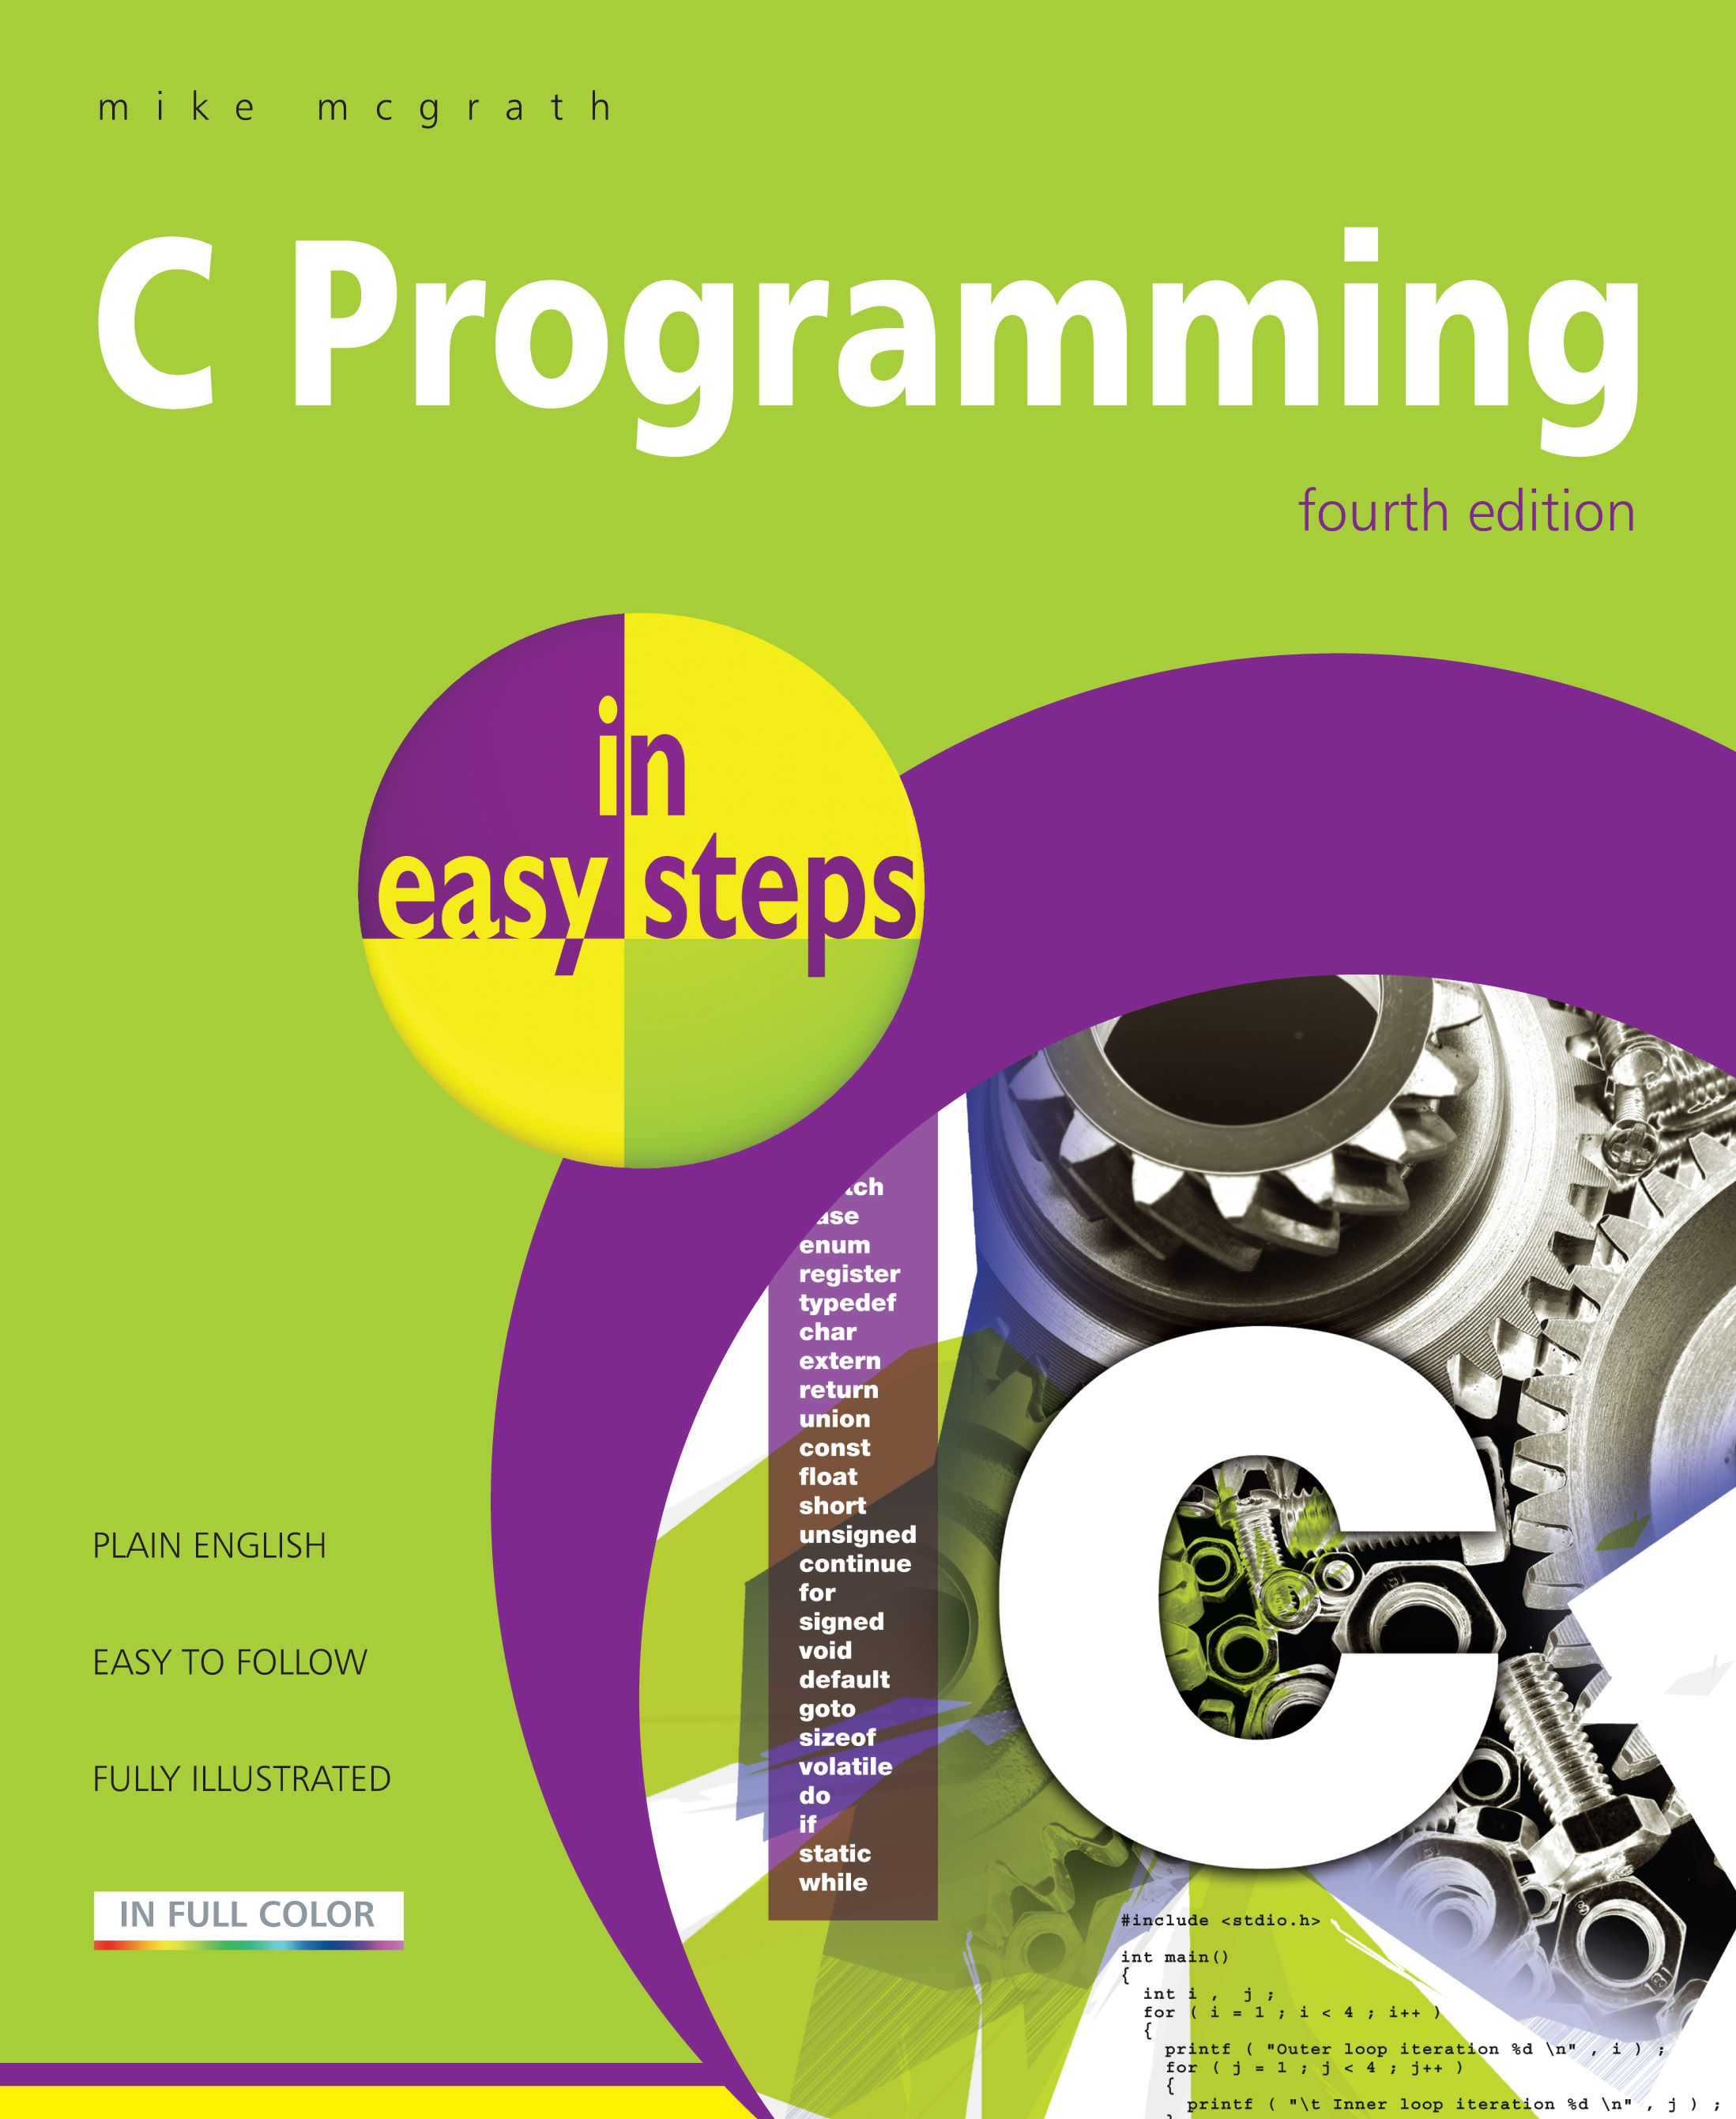 mike mcgrath
C Programming
fourth edition
in
easy steps
enum
register
typedef
char
extern
return
union
const
float
short
unsigned
continue
for
signed
void
default
goto
sizeof
volatile
do
if
static
while
PLAIN ENGLISH
EASY TO FOLLOW
FULLY ILLUSTRATED
IN FULL COLOR
C
#include <stdio.h>
int main()
{
int i , j ;
for ( i = 1 ; i < 4 ; i++ )
{
printf ( "Outer loop iteration %d \n" , i ) ;
for ( j = 1 ; j < 4 ; j++ )
{
printf ( "\t Inner loop iteration %d \n" , j ) ;